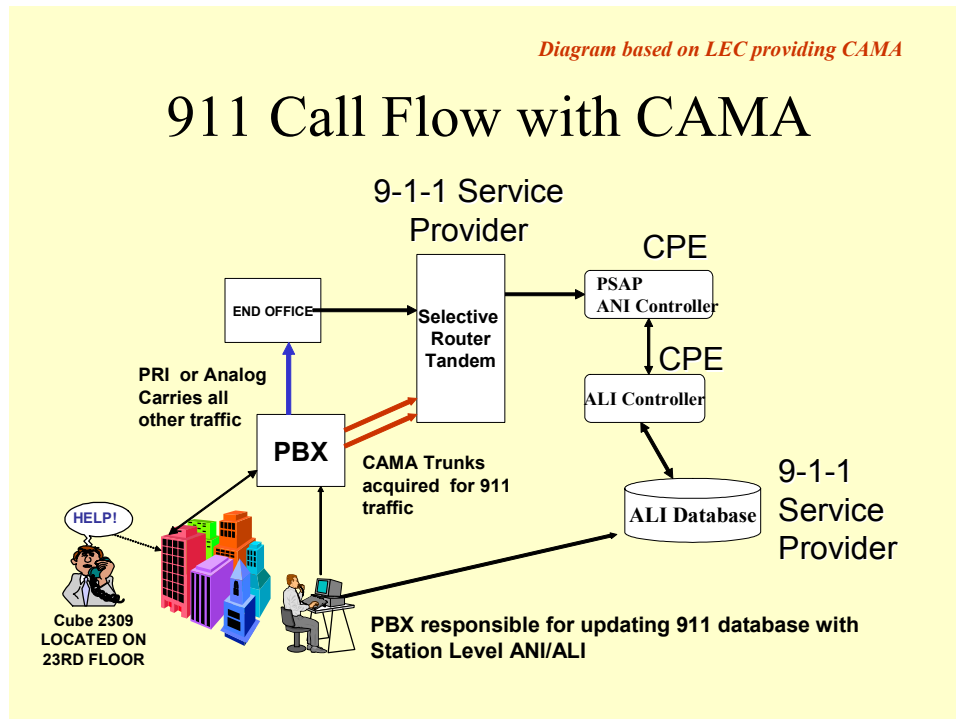 Diagram based on LEC providing CAMA
911 Call Flow with CAMA
9-1-1 Service
Provider
CPE
PSAP
ANI Controller
END OFFICE
Selective
Router
Tandem
CPE
PRI or Analog
Carries all
other traffic
ALI Controller
PBX
CAMA Trunks
acquired for 911
traffic
9-1-1
Service
Provider
ALI Database
HELP!
Cube 2309
LOCATED ON
23RD FLOOR
PBX responsible for updating 911 database with
Station Level ANI/ALI